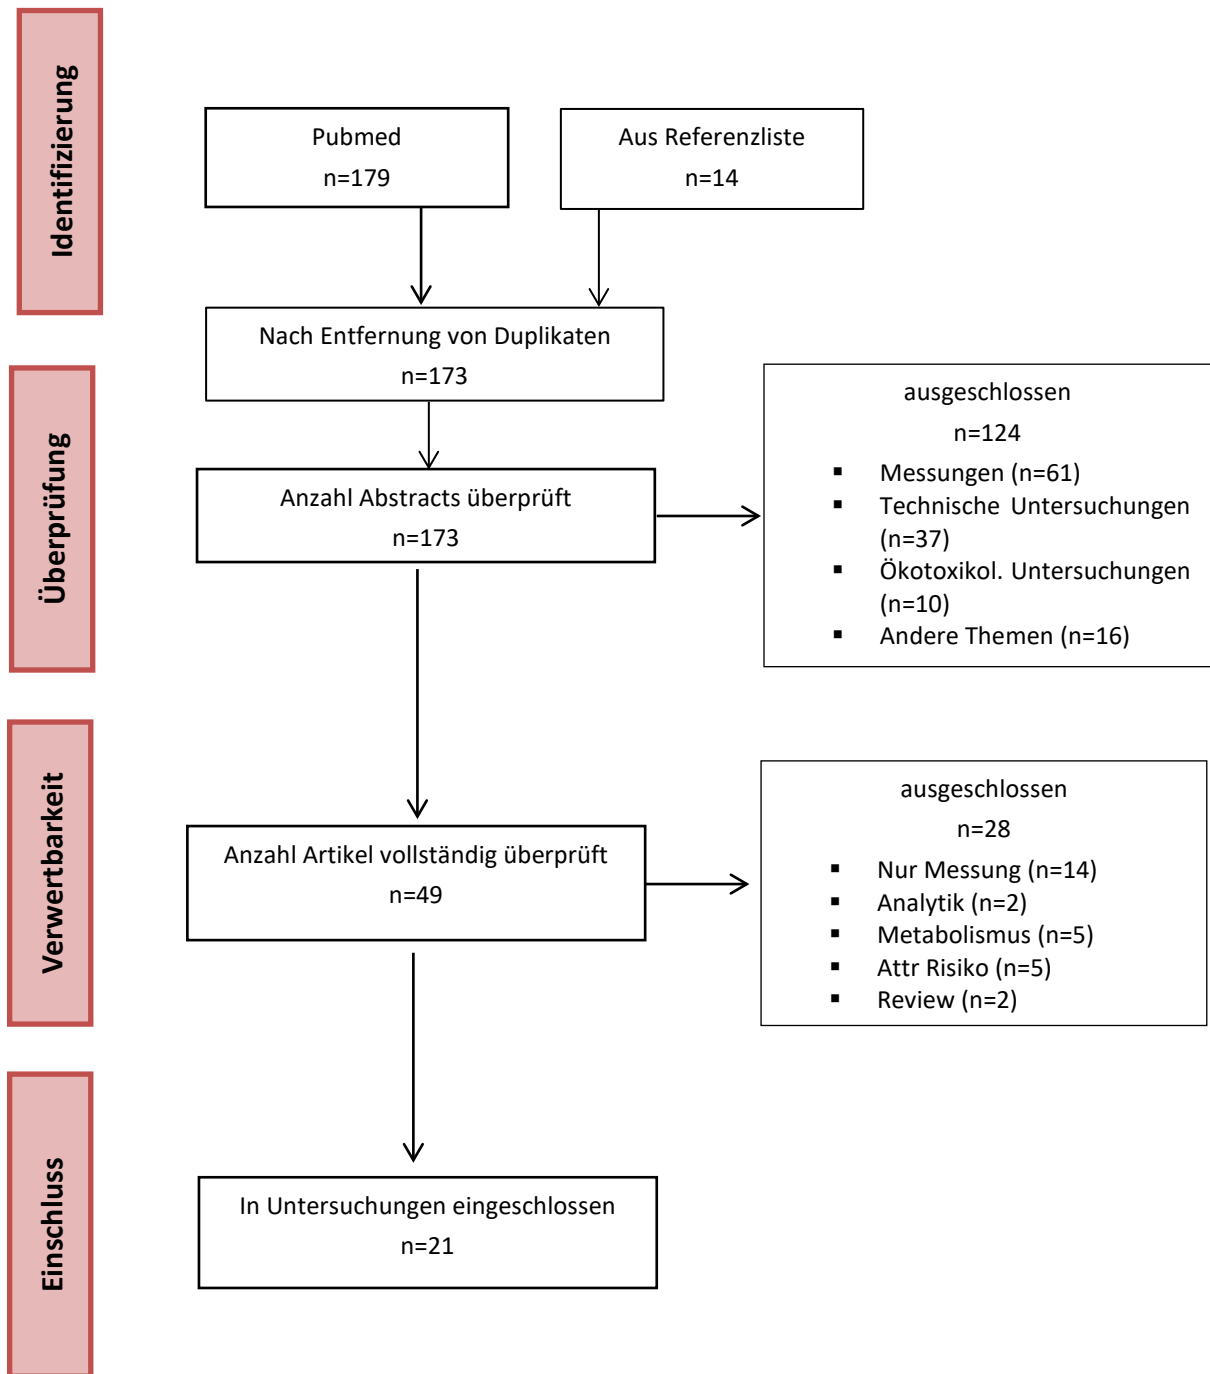 Identifizierung
Pubmed
n=179
Aus Referenzliste
n=14
Nach Entfernung von Duplikaten
n=173
Überprüfung
Anzahl Abstracts überprüft
n=173
ausgeschlossen
n=124
▪ Messungen (n=61)
▪ Technische Untersuchungen
(n=37)
▪ Ökotoxikol. Untersuchungen
(n=10)
▪ Andere Themen (n=16)
Verwertbarkeit
Anzahl Artikel vollständig überprüft
n=49
ausgeschlossen
n=28
▪ Nur Messung (n=14)
▪ Analytik (n=2)
▪ Metabolismus (n=5)
▪ Attr Risiko (n=5)
▪ Review (n=2)
Einschluss
In Untersuchungen eingeschlossen
n=21